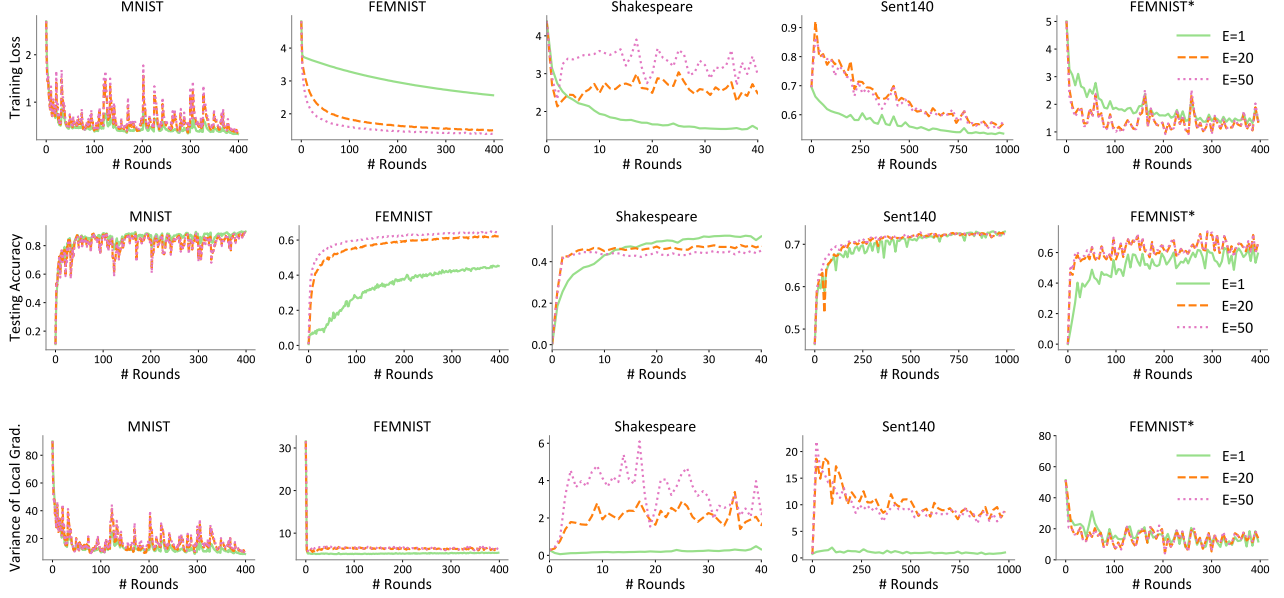 MNIST FEMNIST Shakespeare Sent140 FEMNIST*
Training Loss
2
1
0 100 200 300 400
# Rounds
4
3
2
0 100 200 300 400
# Rounds
4
3
2
0 10 20 30 40
# Rounds
0.9
0.8
0.7
0.6
0 250 500 750 1000
# Rounds
5
4
3
2
1
0 100 200 300 400
# Rounds
E=1
E=20
E=50
MNIST FEMNIST Shakespeare Sent140 FEMNIST*
Testing Accuracy
0.8
0.6
0.4
0.2
0 100 200 300 400
# Rounds
0.6
0.4
0.2
0.0
0 100 200 300 400
# Rounds
0.4
0.2
0.0
0 10 20 30 40
# Rounds
0.7
0.6
0.5
0 250 500 750 1000
# Rounds
0.6
0.4
0.2
0.0
0 100 200 300 400
# Rounds
E=1
E=20
E=50
MNIST FEMNIST Shakespeare Sent140 FEMNIST*
Variance of Local Grad.
80
60
40
20
0 100 200 300 400
# Rounds
30
20
10
0 100 200 300 400
# Rounds
6
4
2
0
0 10 20 30 40
# Rounds
20
15
10
5
0
0 250 500 750 1000
# Rounds
80
60
40
20
0
0 100 200 300 400
# Rounds
E=1
E=20
E=50